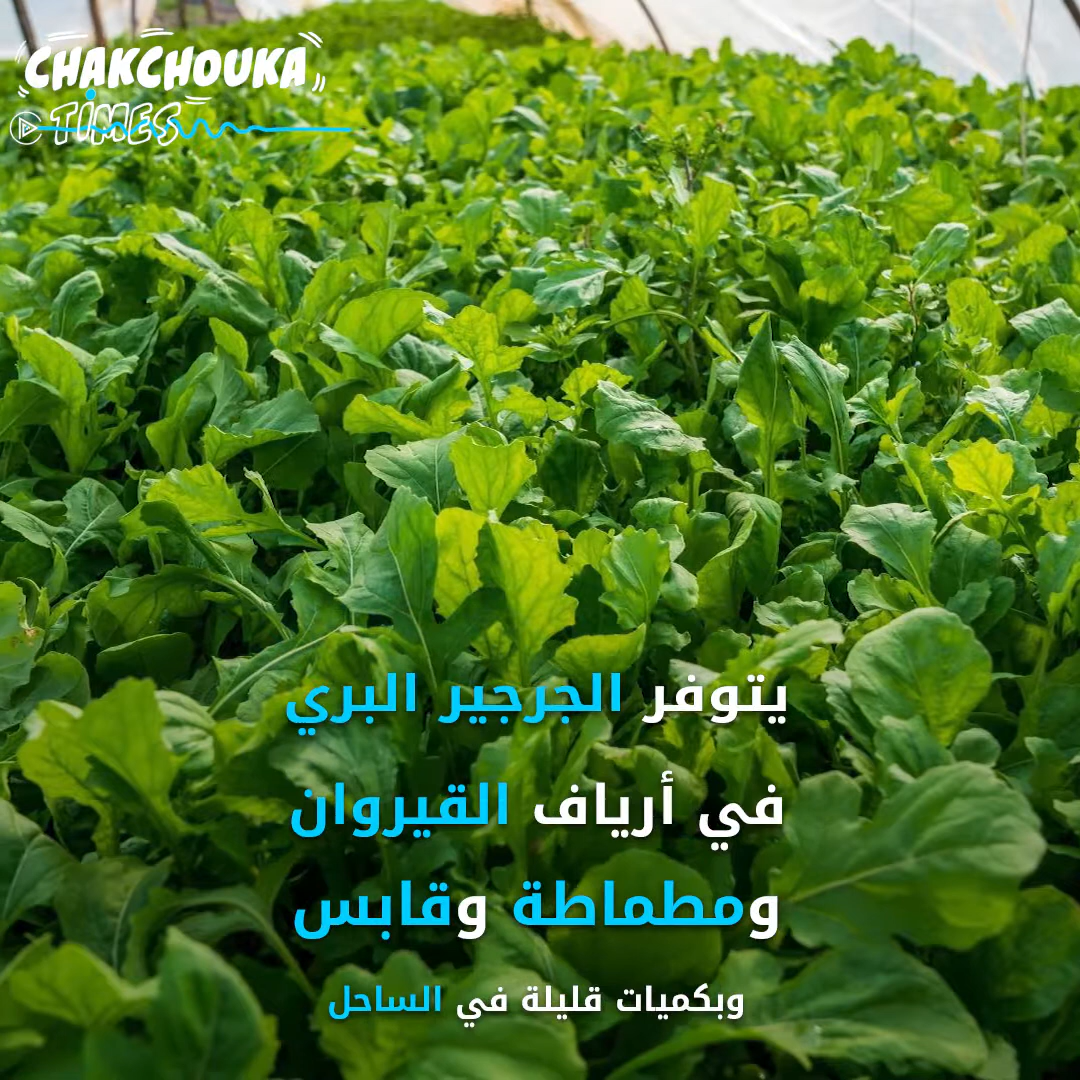 CHAKCHOUKA
TIMES
يتوفر الجرجير البري
في أرياف القيروان
ومطماطة وقابس
وبكميات قليلة في الساحل